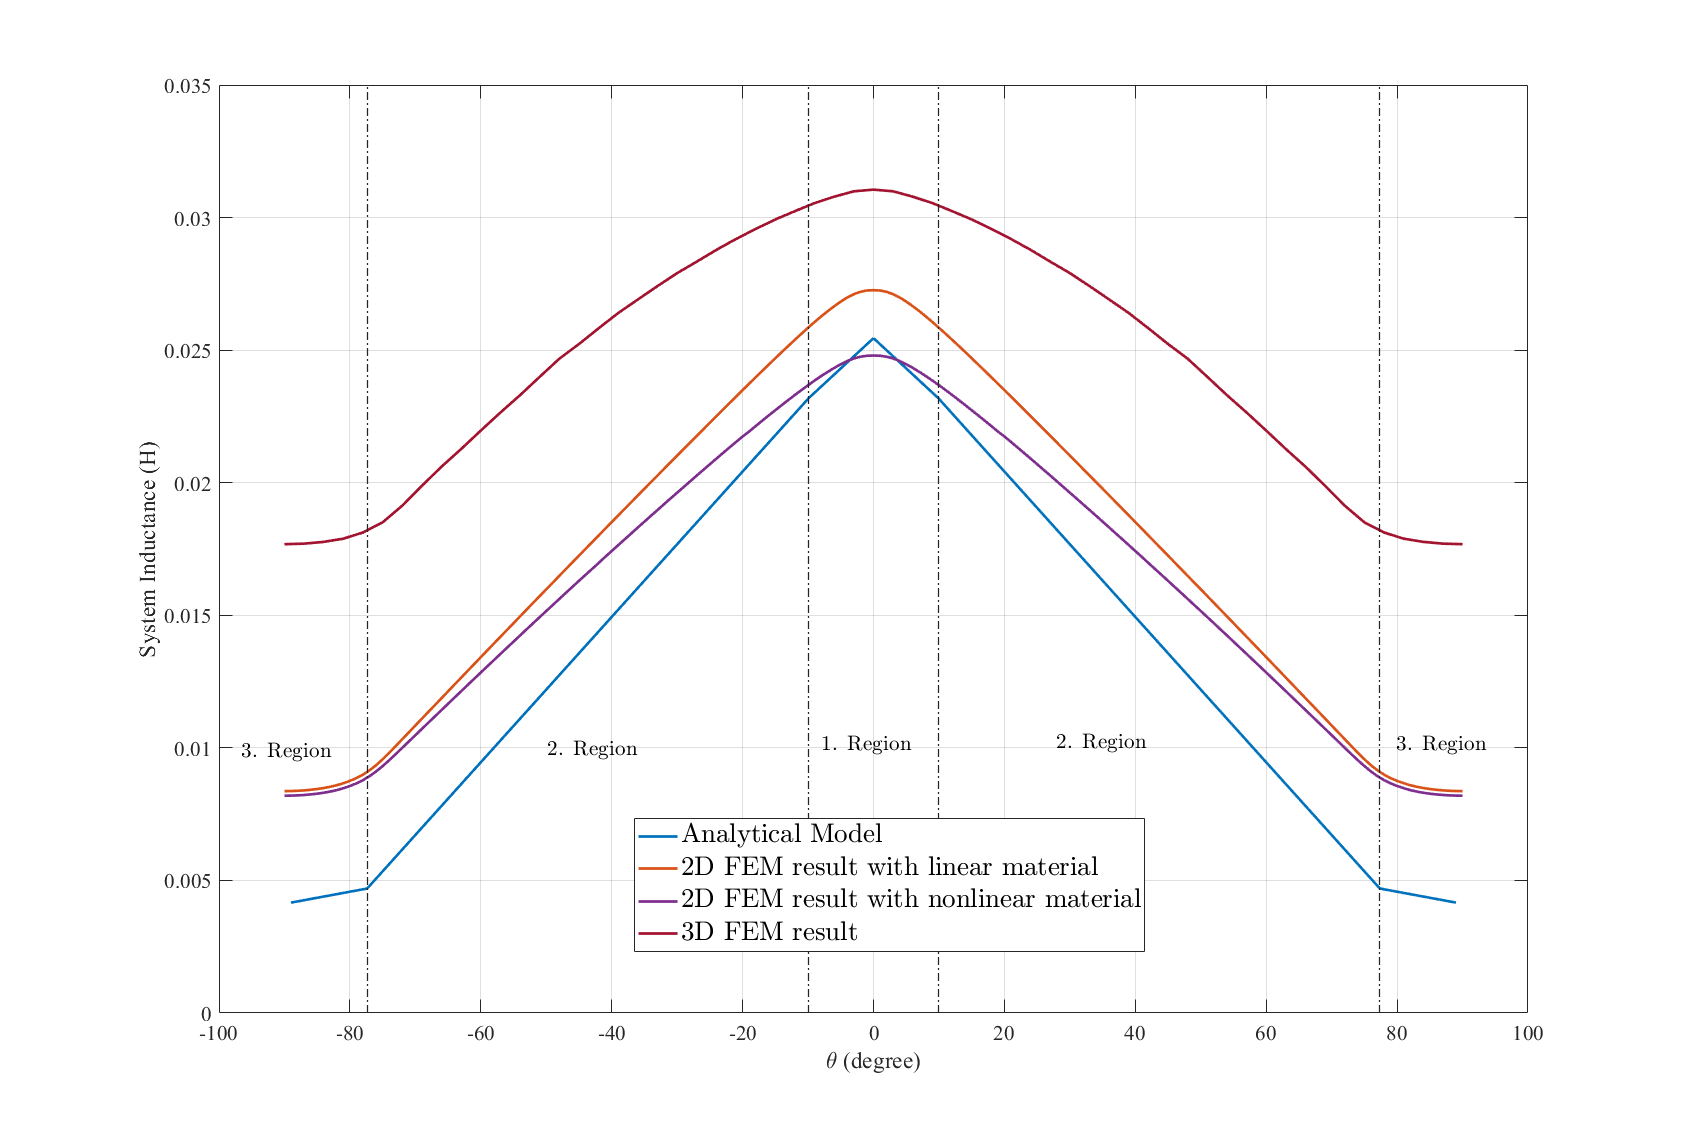 0.035
0.03
0.025
0.02
0.015
0.01
0.005
0
System Inductance (H)
3. Region
2. Region
1. Region
2. Region
3. Region
Analytical Model
2D FEM result with linear material
2D FEM result with nonlinear material
3D FEM result
-100 -80 -60 -40 -20 0 20 40 60 80 100
θ (degree)